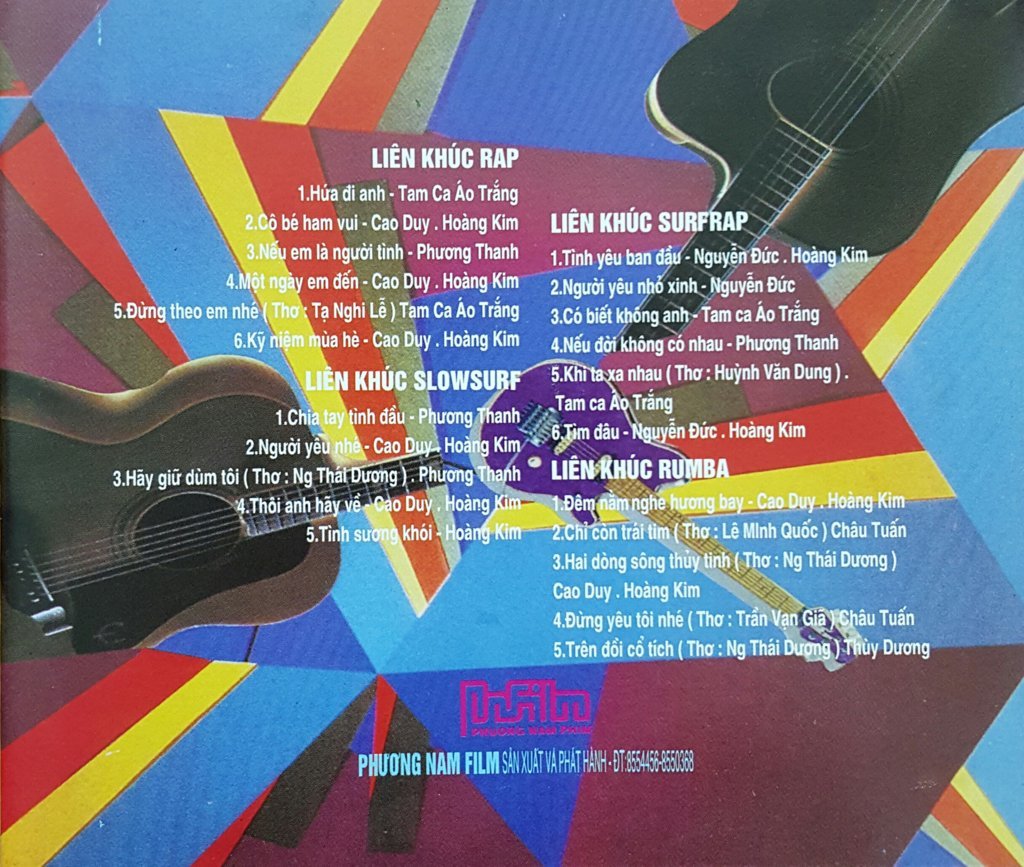 LIÊN KHÚC RAP
1.Hứa đi anh - Tam Ca Áo Trắng
2.Cô bé ham vui - Cao Duy . Hoàng Kim
3.Nếu em là người tình - Phương Thanh
4.Một ngày em đến - Cao Duy . Hoàng Kim
5.Đừng theo em nhé ( Thơ : Tạ Nghi Lễ ) Tam Ca Áo Trắng
6.Kỹ niệm mùa hè - Cao Duy . Hoàng Kim
LIÊN KHÚC SLOWSURF
1.Chia tay tình đầu - Phương Thanh
2.Người yêu nhé - Cao Duy . Hoàng Kim
3.Hãy giữ dùm tôi ( Thơ : Ng Thái Dương ) . Phương Thanh
4.Thôi anh hãy về - Cao Duy . Hoàng Kim
5.Tình sương khói - Hoàng Kim
LIÊN KHÚC SURFRAP
1.Tình yêu ban đầu - Nguyễn Đức . Hoàng Kim
2.Người yêu nhỏ xinh - Nguyễn Đức
3.Có biết không anh - Tam ca Áo Trắng
4.Nếu đời không có nhau - Phương Thanh
5.Khi ta xa nhau ( Thơ : Huỳnh Văn Dung ) .
Tam ca Áo Trắng
6.Tìm đâu - Nguyễn Đức . Hoàng Kim
LIÊN KHÚC RUMBA
1.Đêm nằm nghe hương bay - Cao Duy . Hoàng Kim
2.Chỉ còn trái tim ( Thơ : Lê MInh Quốc ) Châu Tuấn
3.Hai dòng sông thủy tinh ( Thơ : Ng Thái Dương )
Cao Duy . Hoàng Kim
4.Đừng yêu tôi nhé ( Thơ : Trần Vạn Giã ) Châu Tuấn
5.Trên đồi cổ tích ( Thơ : Ng Thái Dương ) Thùy Dương
PHƯƠNG NAM PHIM
PHƯƠNG NAM FILM SẢN XUẤT VÀ PHÁT HÀNH - ĐT:8554456-8550368